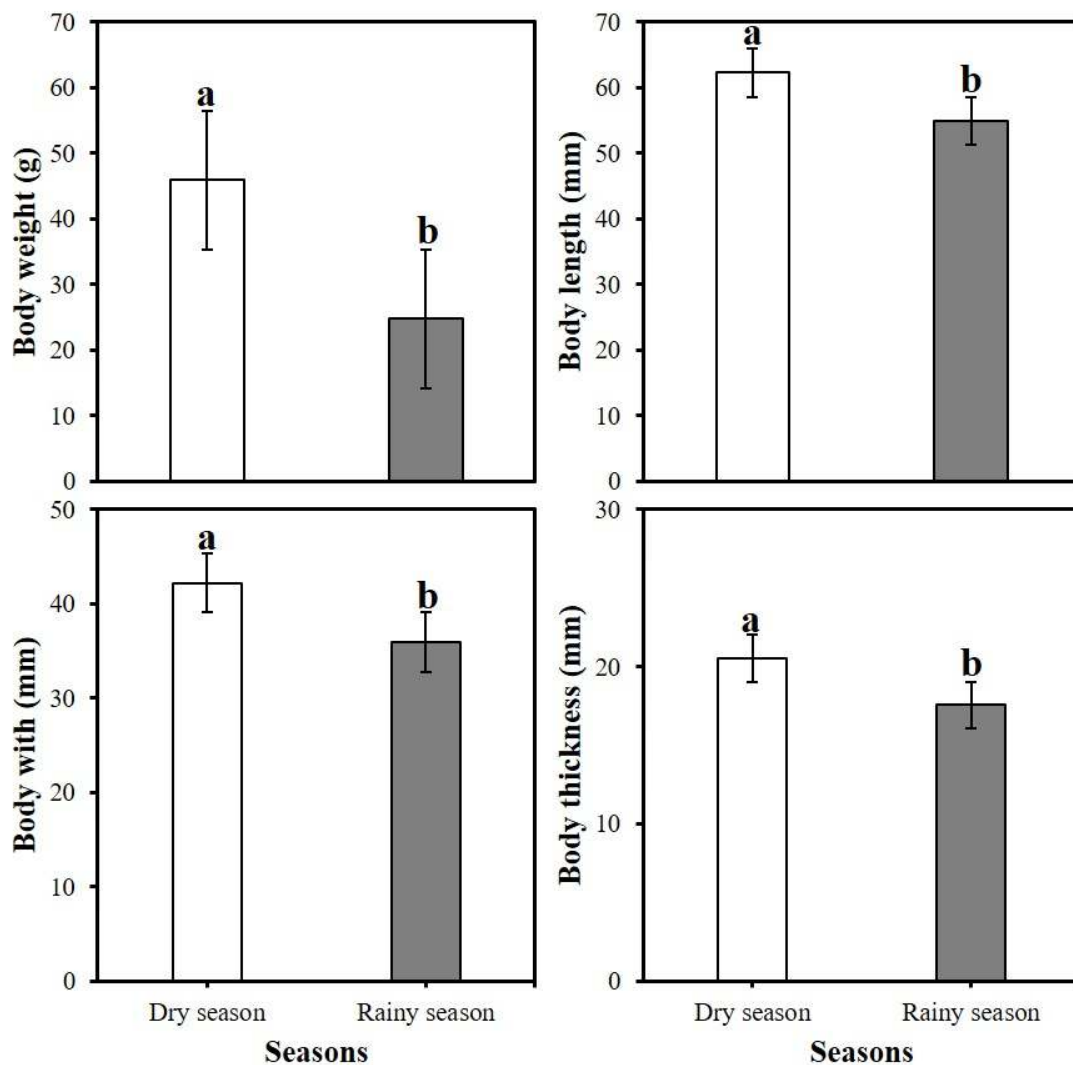 Body weight (g)
70
60
50
40
30
20
10
0
a
b
Body length (mm)
70
60
50
40
30
20
10
0
a
b
Body with (mm)
50
40
30
20
10
0
a
b
Dry season
Rainy season
Seasons
Body thickness (mm)
30
20
10
0
a
b
Dry season
Rainy season
Seasons